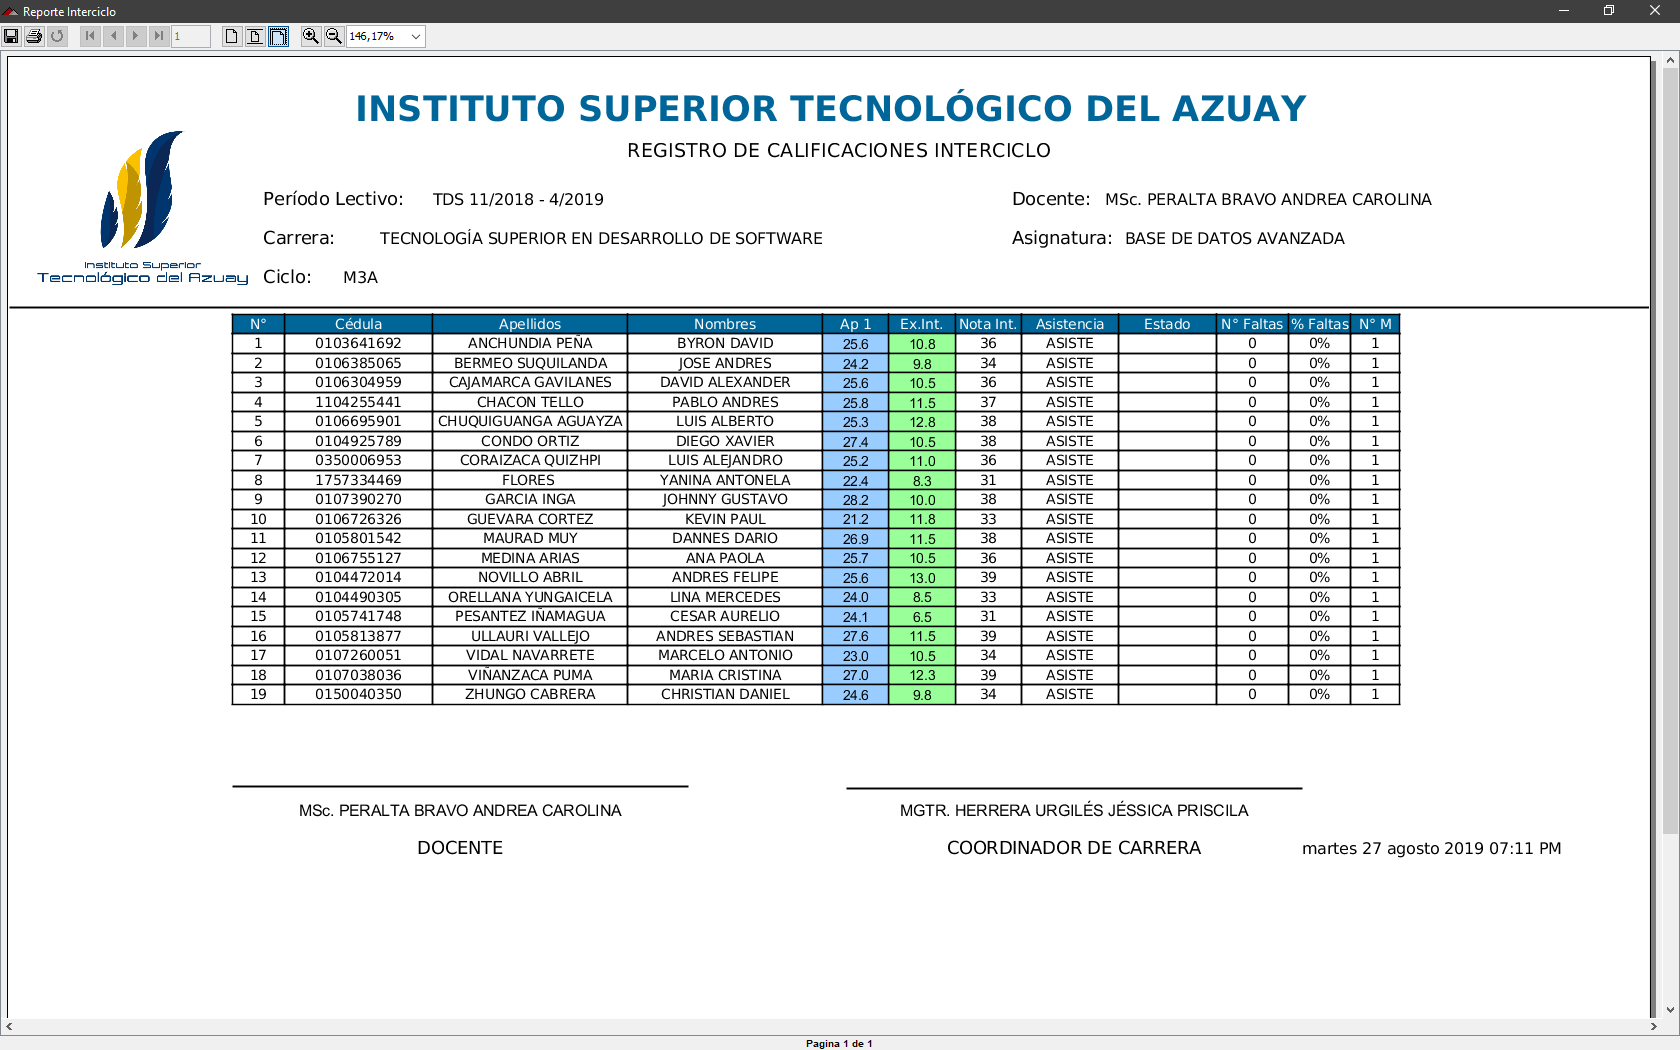 Reporte Interciclo
1
146,17%
INSTITUTO SUPERIOR TECNOLÓGICO DEL AZUAY
REGISTRO DE CALIFICACIONES INTERCICLO
Período Lectivo: TDS 11/2018 - 4/2019 Docente: MSc. PERALTA BRAVO ANDREA CAROLINA
Carrera: TECNOLOGÍA SUPERIOR EN DESARROLLO DE SOFTWARE Asignatura: BASE DE DATOS AVANZADA
Instituto Superior
Tecnológico del Azuay
Ciclo: M3A
N° Cédula Apellidos Nombres Ap 1 Ex.Int. Nota Int. Asistencia Estado N° Faltas % Faltas N° M
1 0103641692 ANCHUNDIA PEÑA BYRON DAVID 25.6 10.8 36 ASISTE 0 0% 1
2 0106385065 BERMEO SUQUILANDA JOSE ANDRES 24.2 9.8 34 ASISTE 0 0% 1
3 0106304959 CAJAMARCA GAVILANES DAVID ALEXANDER 25.6 10.5 36 ASISTE 0 0% 1
4 1104255441 CHACON TELLO PABLO ANDRES 25.8 11.5 37 ASISTE 0 0% 1
5 0106695901 CHUQUIGUANGA AGUAYZA LUIS ALBERTO 25.3 12.8 38 ASISTE 0 0% 1
6 0104925789 CONDO ORTIZ DIEGO XAVIER 27.4 10.5 38 ASISTE 0 0% 1
7 0350006953 CORAIZACA QUIZHPI LUIS ALEJANDRO 25.2 11.0 36 ASISTE 0 0% 1
8 1757334469 FLORES YANINA ANTONELA 22.4 8.3 31 ASISTE 0 0% 1
9 0107390270 GARCIA INGA JOHNNY GUSTAVO 28.2 10.0 38 ASISTE 0 0% 1
10 0106726326 GUEVARA CORTEZ KEVIN PAUL 21.2 11.8 33 ASISTE 0 0% 1
11 0105801542 MAURAD MUY DANNES DARIO 26.9 11.5 38 ASISTE 0 0% 1
12 0106755127 MEDINA ARIAS ANA PAOLA 25.7 10.5 36 ASISTE 0 0% 1
13 0104472014 NOVILLO ABRIL ANDRES FELIPE 25.6 13.0 39 ASISTE 0 0% 1
14 0104490305 ORELLANA YUNGAICELA LINA MERCEDES 24.0 8.5 33 ASISTE 0 0% 1
15 0105741748 PESANTEZ IÑAMAGUA CESAR AURELIO 24.1 6.5 31 ASISTE 0 0% 1
16 0105813877 ULLAURI VALLEJO ANDRES SEBASTIAN 27.6 11.5 39 ASISTE 0 0% 1
17 0107260051 VIDAL NAVARRETE MARCELO ANTONIO 23.0 10.5 34 ASISTE 0 0% 1
18 0107038036 VIÑANZACA PUMA MARIA CRISTINA 27.0 12.3 39 ASISTE 0 0% 1
19 0150040350 ZHUNGO CABRERA CHRISTIAN DANIEL 24.6 9.8 34 ASISTE 0 0% 1
MSc. PERALTA BRAVO ANDREA CAROLINA MGTR. HERRERA URGILÉS JÉSSICA PRISCILA
DOCENTE COORDINADOR DE CARRERA martes 27 agosto 2019 07:11 PM
Pagina 1 de 1